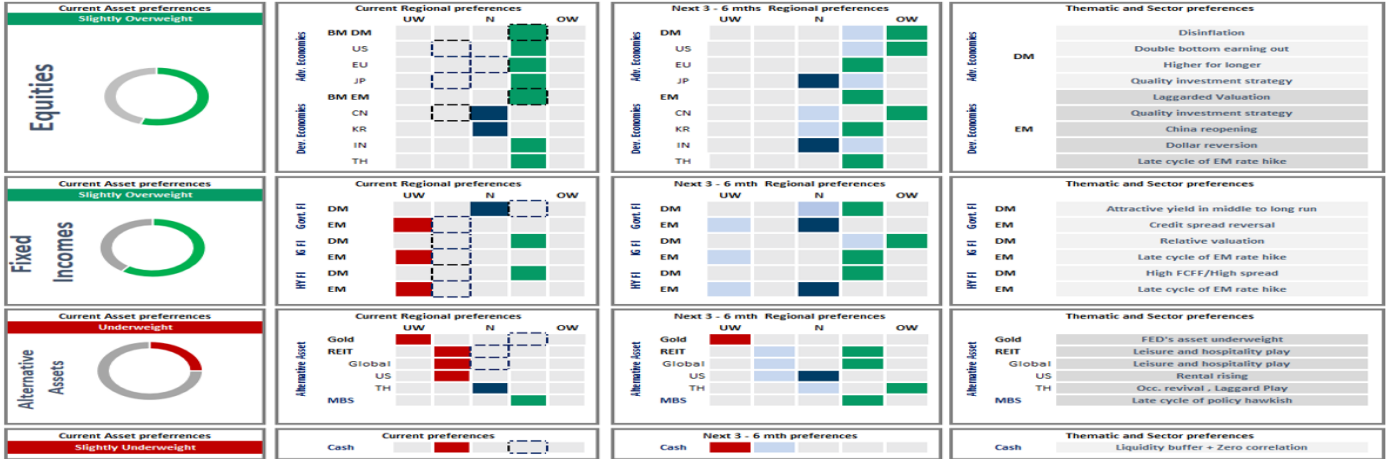 Current Asset preferrences
Slightly Overweight
Equities
Current Regional preferences
UW N OW
Adv. Economies
BM DM
US
EU
JP
Dev. Economies
BM EM
CN
KR
IN
TH
Next 3 - 6 mths Regional preferences
UW N OW
Adv. Economies
DM
US
EU
JP
Dev. Economies
EM
CN
KR
IN
TH
Thematic and Sector preferences
Adv. Economies
DM
Disinflation
Double bottom earning out
Higher for longer
Quality investment strategy
Dev. Economies
EM
Laggarded Valuation
Quality investment strategy
China reopening
Dollar reversion
Late cycle of EM rate hike
Current Asset preferrences
Slightly Overweight
Fixed
Incomes
Current Regional preferences
UW N OW
Govt. FI
DM
EM
IG FI
DM
EM
HY FI
DM
EM
Next 3 - 6 mth Regional preferences
UW N OW
Govt. FI
DM
EM
IG FI
DM
EM
HY FI
DM
EM
Thematic and Sector preferences
Govt. FI
DM Attractive yield in middle to long run
EM Credit spread reversal
IG FI
DM Relative valuation
EM Late cycle of EM rate hike
HY FI
DM High FCFF/High spread
EM Late cycle of EM rate hike
Current Asset preferrences
Underweight
Alternative
Assets
Current Regional preferences
UW N OW
Alternative Asset
Gold
REIT
Global
US
TH
MBS
Next 3 - 6 mth Regional preferences
UW N OW
Alternative Asset
Gold
REIT
Global
US
TH
MBS
Thematic and Sector preferences
Alternative Asset
Gold FED's asset underweight
REIT Leisure and hospitality play
Global Leisure and hospitality play
US Rental rising
TH Occ. revival , Laggard Play
MBS Late cycle of policy hawkish
Current Asset preferrences
Slightly Underweight
Current preferences
Cash
Next 3 - 6 mth preferences
Cash
Thematic and Sector preferences
Cash Liquidity buffer + Zero correlation